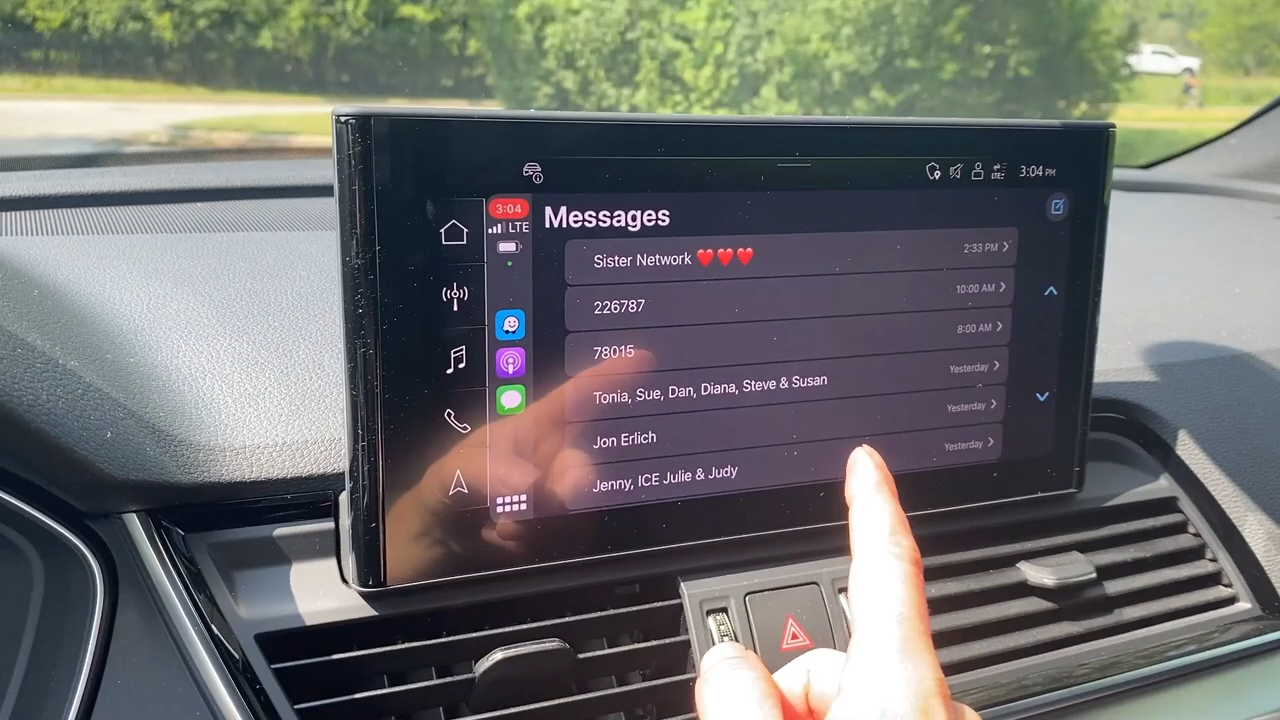 LTE
3:04 PM
3:04
LTE
Messages
Sister Network ❤️❤️❤️ 2:33 PM
226787 10:00 AM
78015 8:00 AM
Tonia, Sue, Dan, Diana, Steve & Susan Yesterday
Jon Erlich Yesterday
Jenny, ICE Julie & Judy Yesterday